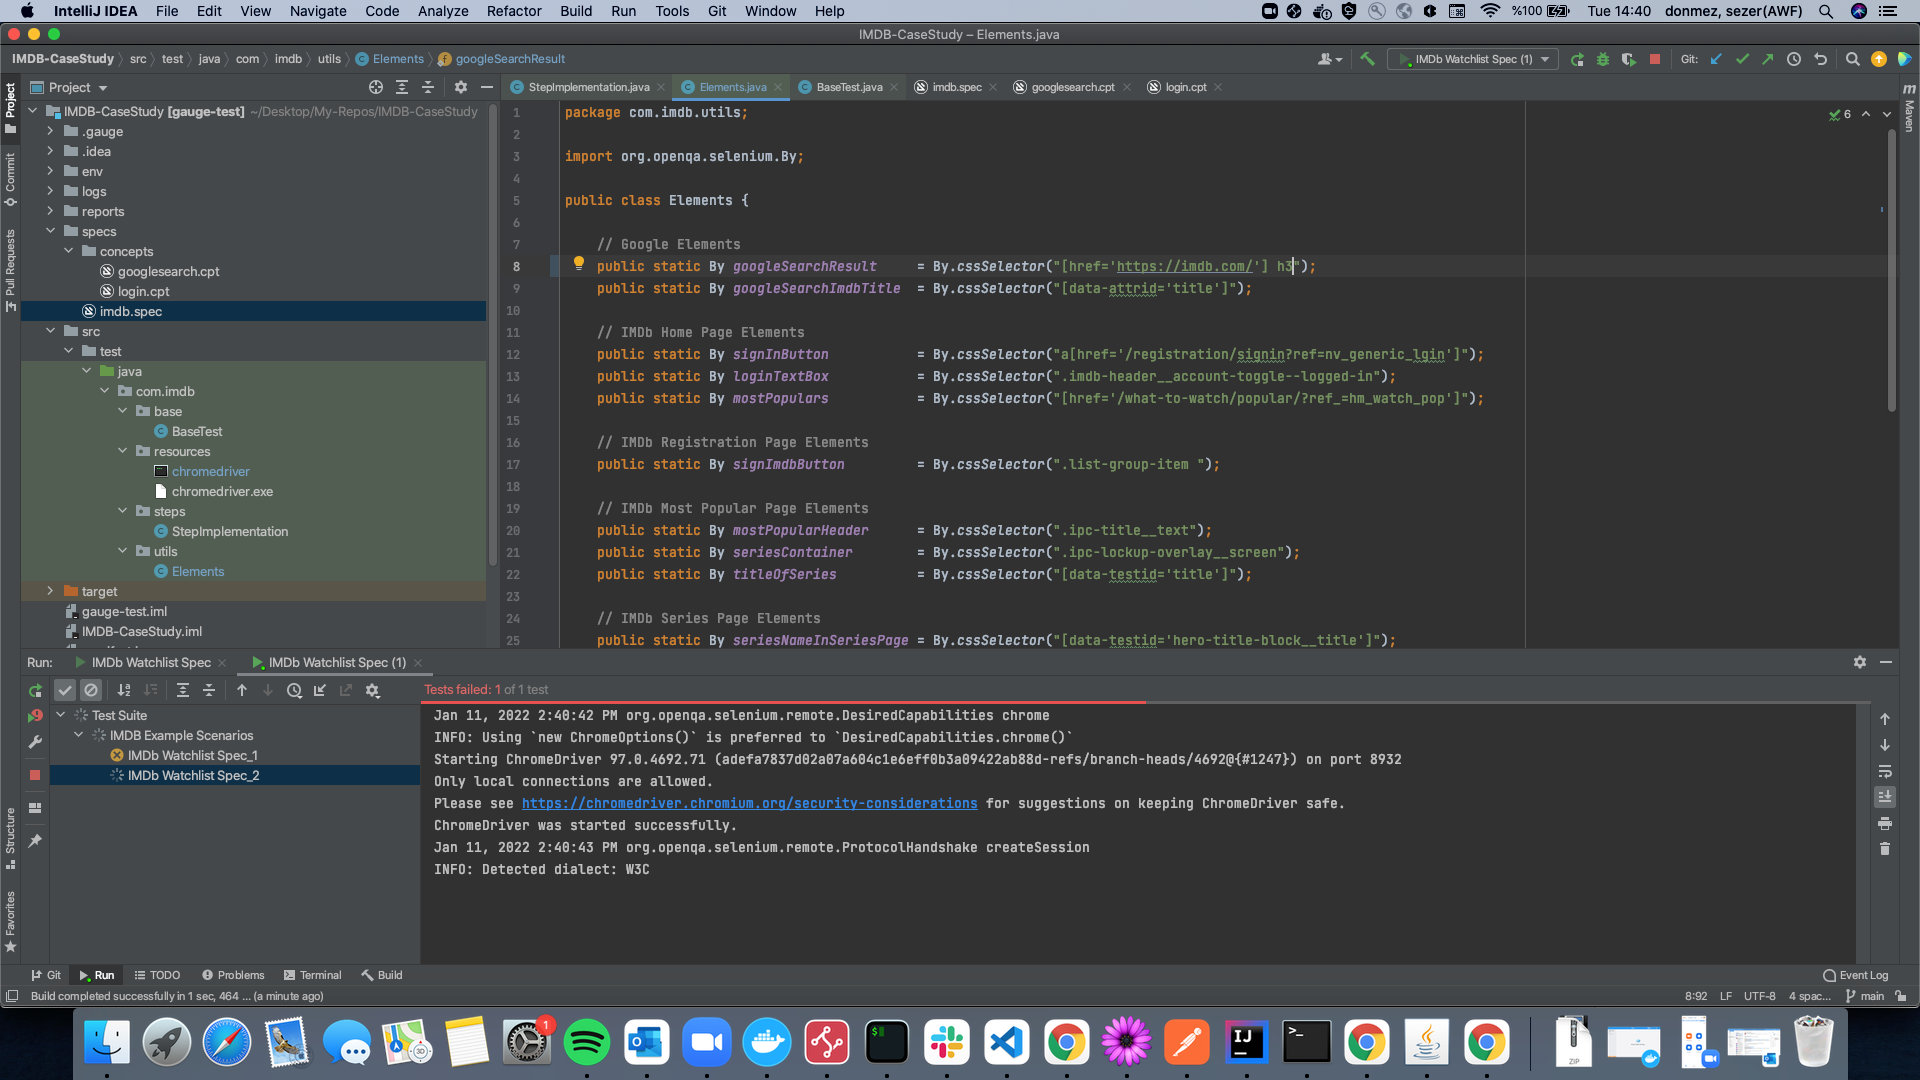 IntelliJ IDEA File Edit View Navigate Code Analyze Refactor Build Run Tools Git Window Help %100 Tue 14:40 donmez, sezer(AWF)
IMDB-CaseStudy – Elements.java
IMDB-CaseStudy src test java com imdb utils Elements googleSearchResult IMDb Watchlist Spec (1) Git:
Project StepImplementation.java Elements.java BaseTest.java imdb.spec googlesearch.cpt login.cpt
Project
Commit
Pull Requests
Structure
Favorites
Maven
IMDB-CaseStudy [gauge-test] ~/Desktop/My-Repos/IMDB-CaseStudy
.gauge
.idea
env
logs
reports
specs
concepts
googlesearch.cpt
login.cpt
imdb.spec
src
test
java
com.imdb
base
BaseTest
resources
chromedriver
chromedriver.exe
steps
StepImplementation
utils
Elements
target
gauge-test.iml
IMDB-CaseStudy.iml
6
1 package com.imdb.utils;
2
3 import org.openqa.selenium.By;
4
5 public class Elements {
6
7 // Google Elements
8 public static By googleSearchResult = By.cssSelector("[href='https://imdb.com/'] h3");
9 public static By googleSearchImdbTitle = By.cssSelector("[data-attrid='title']");
10
11 // IMDb Home Page Elements
12 public static By signInButton = By.cssSelector("a[href='/registration/signin?ref=nv_generic_lgin']");
13 public static By loginTextBox = By.cssSelector(".imdb-header__account-toggle--logged-in");
14 public static By mostPopulars = By.cssSelector("[href='/what-to-watch/popular/?ref_=hm_watch_pop']");
15
16 // IMDb Registration Page Elements
17 public static By signImdbButton = By.cssSelector(".list-group-item ");
18
19 // IMDb Most Popular Page Elements
20 public static By mostPopularHeader = By.cssSelector(".ipc-title__text");
21 public static By seriesContainer = By.cssSelector(".ipc-lockup-overlay__screen");
22 public static By titleOfSeries = By.cssSelector("[data-testid='title']");
23
24 // IMDb Series Page Elements
25 public static By seriesNameInSeriesPage = By.cssSelector("[data-testid='hero-title-block__title']");
Run: IMDb Watchlist Spec IMDb Watchlist Spec (1)
Tests failed: 1 of 1 test
Test Suite
IMDB Example Scenarios
IMDb Watchlist Spec_1
IMDb Watchlist Spec_2
Jan 11, 2022 2:40:42 PM org.openqa.selenium.remote.DesiredCapabilities chrome
INFO: Using `new ChromeOptions()` is preferred to `DesiredCapabilities.chrome()`
Starting ChromeDriver 97.0.4692.71 (adefa7837d02a07a604c1e6eff0b3a09422ab88d-refs/branch-heads/4692@{#1247}) on port 8932
Only local connections are allowed.
Please see https://chromedriver.chromium.org/security-considerations for suggestions on keeping ChromeDriver safe.
ChromeDriver was started successfully.
Jan 11, 2022 2:40:43 PM org.openqa.selenium.remote.ProtocolHandshake createSession
INFO: Detected dialect: W3C
Git Run TODO Problems Terminal Build Event Log
Build completed successfully in 1 sec, 464 ... (a minute ago) 8:92 LF UTF-8 4 spac... main
1
ZIP